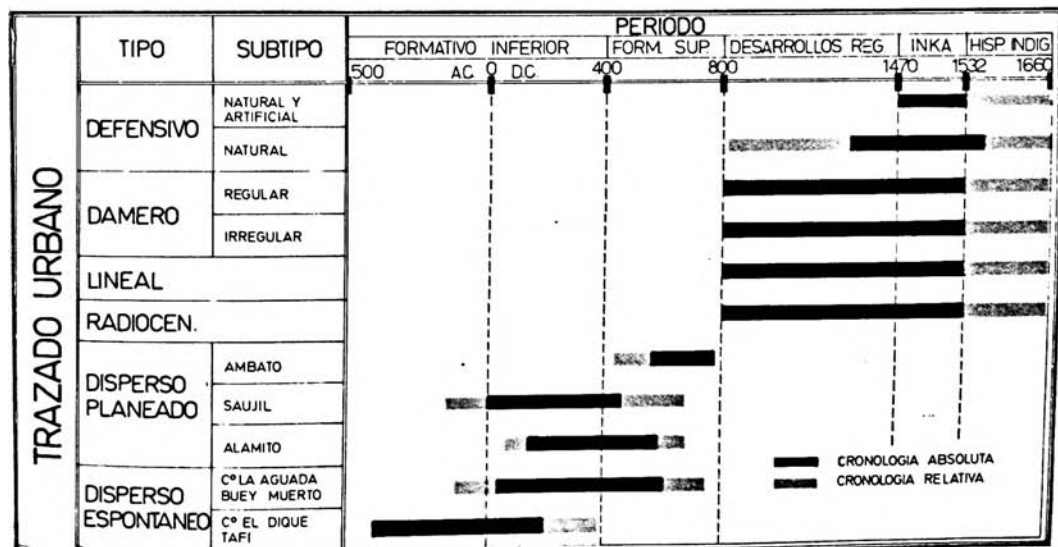 PERIODO
TIPO SUBTIPO FORMATIVO INFERIOR FORM. SUP. DESARROLLOS REG. INKA HISP. INDIG
500 A.C. 0 D.C. 400 800 1470 1532 1660
TRAZADO URBANO
DEFENSIVO
NATURAL Y
ARTIFICIAL
NATURAL
DAMERO
REGULAR
IRREGULAR
LINEAL
RADIOCEN.
DISPERSO
PLANEADO
AMBATO
SAUJIL
ALAMITO
DISPERSO
ESPONTANEO
Cº LA AGUADA
BUEY MUERTO
Cº EL DIQUE
TAFI
CRONOLOGIA ABSOLUTA
CRONOLOGIA RELATIVA